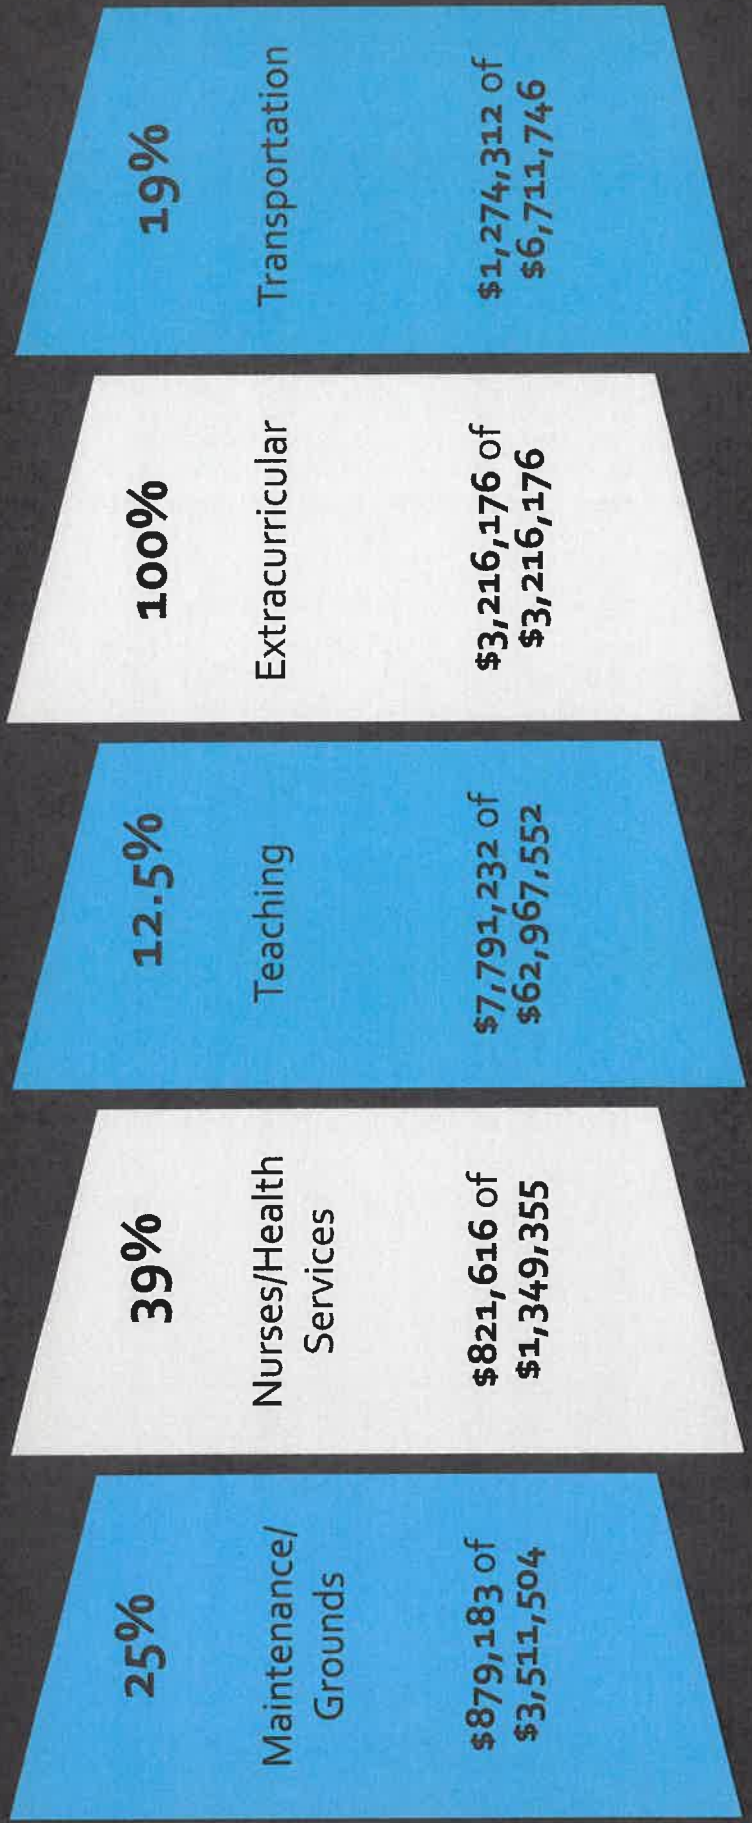 25%
Maintenance/
Grounds
$879,183 of
$3,511,504
39%
Nurses/Health
Services
$821,616 of
$1,349,355
12.5%
Teaching
$7,791,232 of
$62,967,552
100%
Extracurricular
$3,216,176 of
$3,216,176
19%
Transportation
$1,274,312 of
$6,711,746